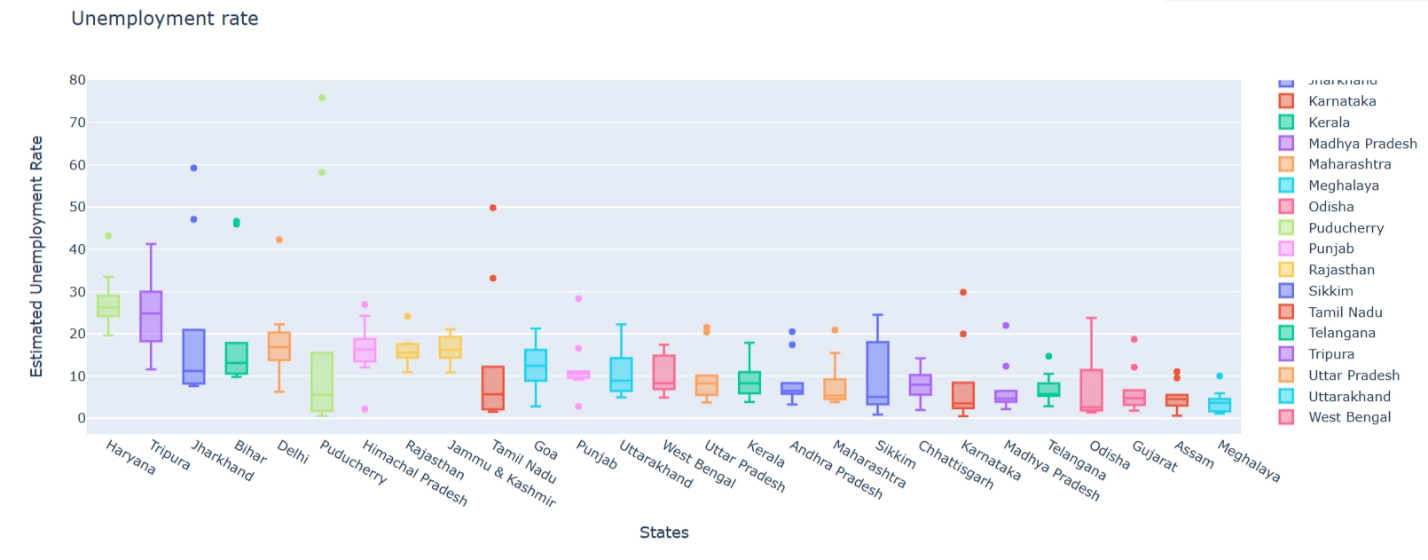 Unemployment rate
Estimated Unemployment Rate
80
70
60
50
40
30
20
10
0
Haryana
Tripura
Jharkhand
Bihar
Delhi
Puducherry
Himachal Pradesh
Rajasthan
Jammu & Kashmir
Tamil Nadu
Goa
Punjab
Uttarakhand
West Bengal
Uttar Pradesh
Kerala
Andhra Pradesh
Maharashtra
Sikkim
Chhattisgarh
Karnataka
Madhya Pradesh
Telangana
Odisha
Gujarat
Assam
Meghalaya
States
Jharkhand
Karnataka
Kerala
Madhya Pradesh
Maharashtra
Meghalaya
Odisha
Puducherry
Punjab
Rajasthan
Sikkim
Tamil Nadu
Telangana
Tripura
Uttar Pradesh
Uttarakhand
West Bengal